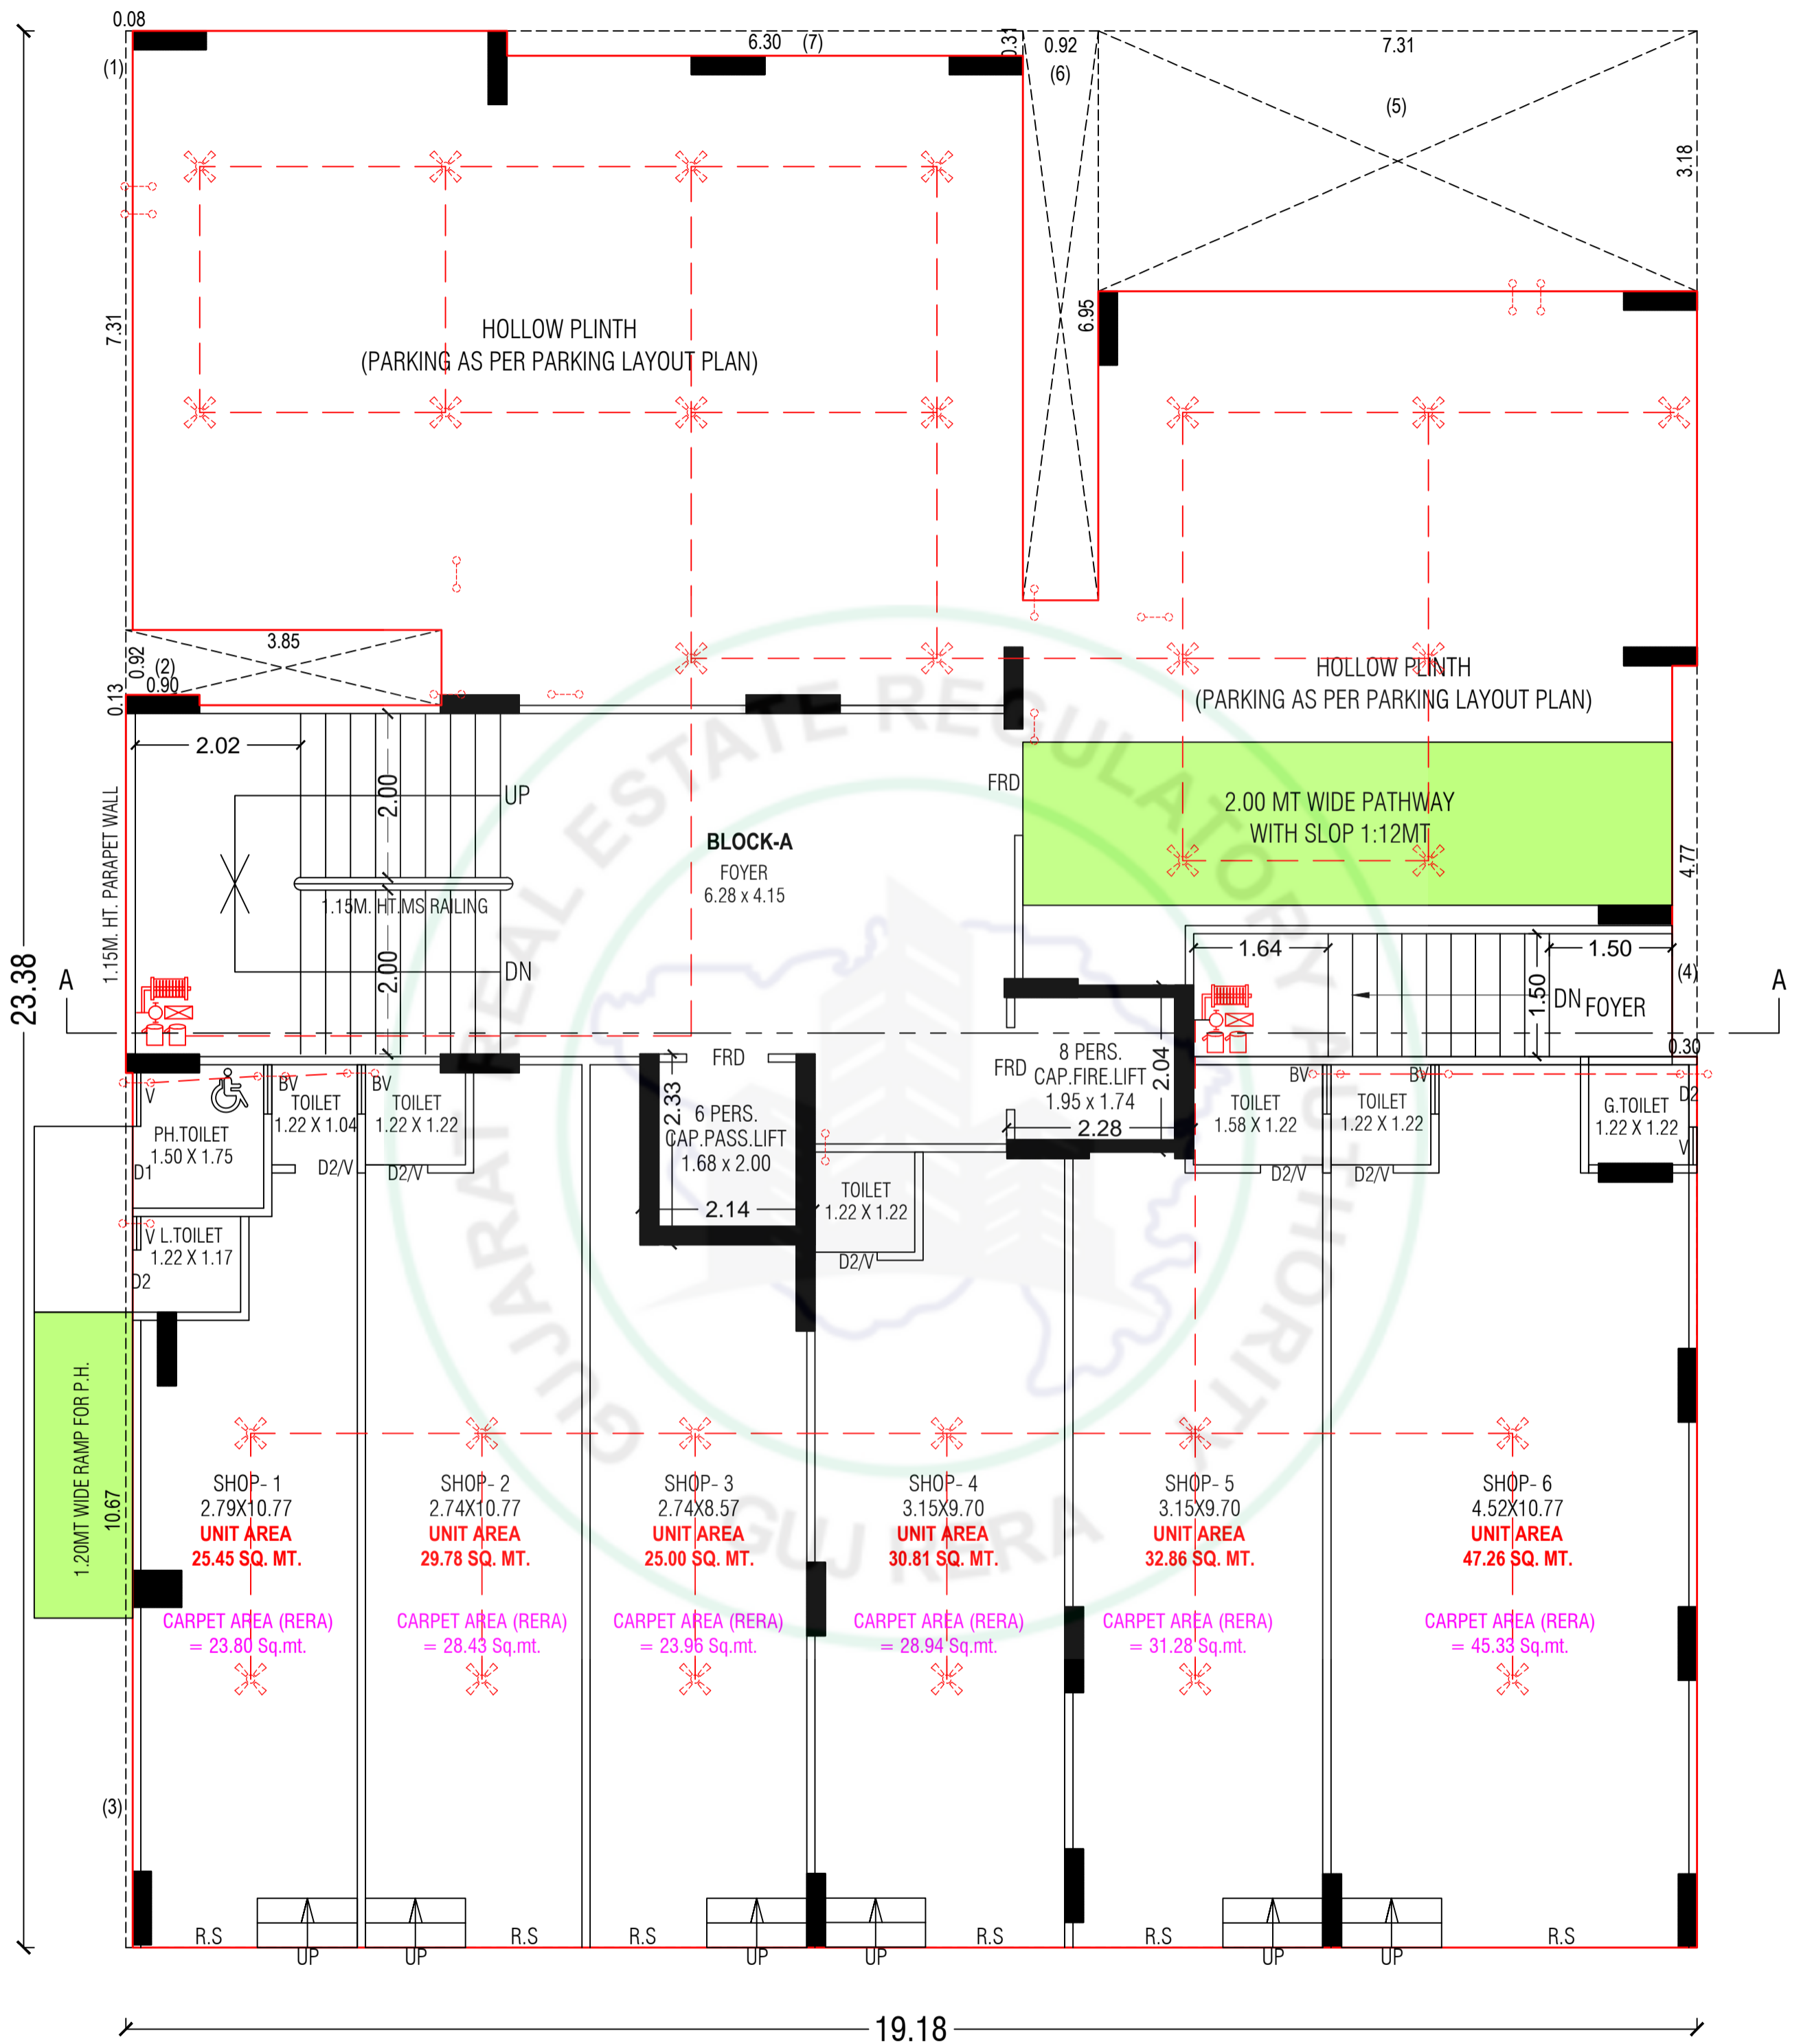 0.08
(1)
6.30 (7)
0.31
0.92
(6)
7.31
(5)
3.18
7.31
6.95
HOLLOW PLINTH
(PARKING AS PER PARKING LAYOUT PLAN)
3.85
0.92
(2)
0.90
0.13
HOLLOW PLINTH
(PARKING AS PER PARKING LAYOUT PLAN)
2.02
2.00
UP
1.15M. HT. PARAPET WALL
1.15M. HT.MS RAILING
2.00
DN
BLOCK-A
FOYER
6.28 x 4.15
FRD
2.00 MT WIDE PATHWAY
WITH SLOP 1:12MT
4.77
23.38
A
1.64
1.50
1.50
DN
FOYER
(4)
A
0.30
FRD
FRD
8 PERS.
CAP.FIRE.LIFT
1.95 x 1.74
2.04
2.28
2.33
6 PERS.
CAP.PASS.LIFT
1.68 x 2.00
2.14
V
BV
BV
PH.TOILET
1.50 X 1.75
TOILET
1.22 X 1.04
TOILET
1.22 X 1.22
D1
D2/V
D2/V
V
L.TOILET
1.22 X 1.17
D2
TOILET
1.22 X 1.22
D2/V
BV
BV
TOILET
1.58 X 1.22
TOILET
1.22 X 1.22
D2/V
D2/V
G.TOILET
1.22 X 1.22
D2
V
1.20MT WIDE RAMP FOR P.H.
10.67
SHOP- 1
2.79X10.77
UNIT AREA
25.45 SQ. MT.
CARPET AREA (RERA)
= 23.80 Sq.mt.
SHOP- 2
2.74X10.77
UNIT AREA
29.78 SQ. MT.
CARPET AREA (RERA)
= 28.43 Sq.mt.
SHOP- 3
2.74X8.57
UNIT AREA
25.00 SQ. MT.
CARPET AREA (RERA)
= 23.96 Sq.mt.
SHOP- 4
3.15X9.70
UNIT AREA
30.81 SQ. MT.
CARPET AREA (RERA)
= 28.94 Sq.mt.
SHOP- 5
3.15X9.70
UNIT AREA
32.86 SQ. MT.
CARPET AREA (RERA)
= 31.28 Sq.mt.
SHOP- 6
4.52X10.77
UNIT AREA
47.26 SQ. MT.
CARPET AREA (RERA)
= 45.33 Sq.mt.
(3)
R.S
UP
UP
R.S
R.S
UP
UP
R.S
R.S
UP
UP
R.S
19.18
GUJARAT REAL ESTATE REGULATORY AUTHORITY
GUJ RERA